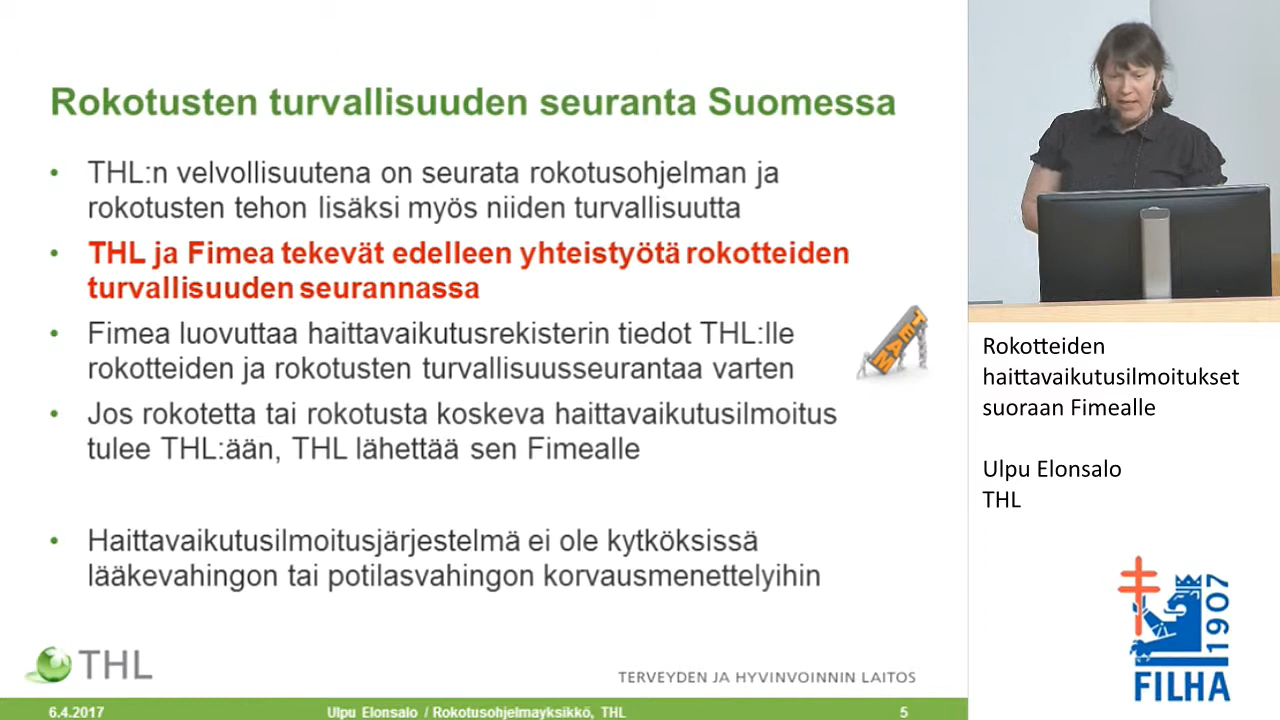 Rokotusten turvallisuuden seuranta Suomessa
• THL:n velvollisuutena on seurata rokotusohjelman ja
rokotusten tehon lisäksi myös niiden turvallisuutta
• THL ja Fimea tekevät edelleen yhteistyötä rokotteiden
turvallisuuden seurannassa
• Fimea luovuttaa haittavaikutusrekisterin tiedot THL:lle
rokotteiden ja rokotusten turvallisuusseurantaa varten
TEAM
• Jos rokotetta tai rokotusta koskeva haittavaikutusilmoitus
tulee THL:ään, THL lähettää sen Fimealle
• Haittavaikutusilmoitusjärjestelmä ei ole kytköksissä
lääkevahingon tai potilasvahingon korvausmenettelyihin
THL
TERVEYDEN JA HYVINVOINNIN LAITOS
6.4.2017
Ulpu Elonsalo / Rokotusohjelmayksikkö, THL
5
Rokotteiden
haittavaikutusilmoitukset
suoraan Fimealle
Ulpu Elonsalo
THL
1907
FILHA